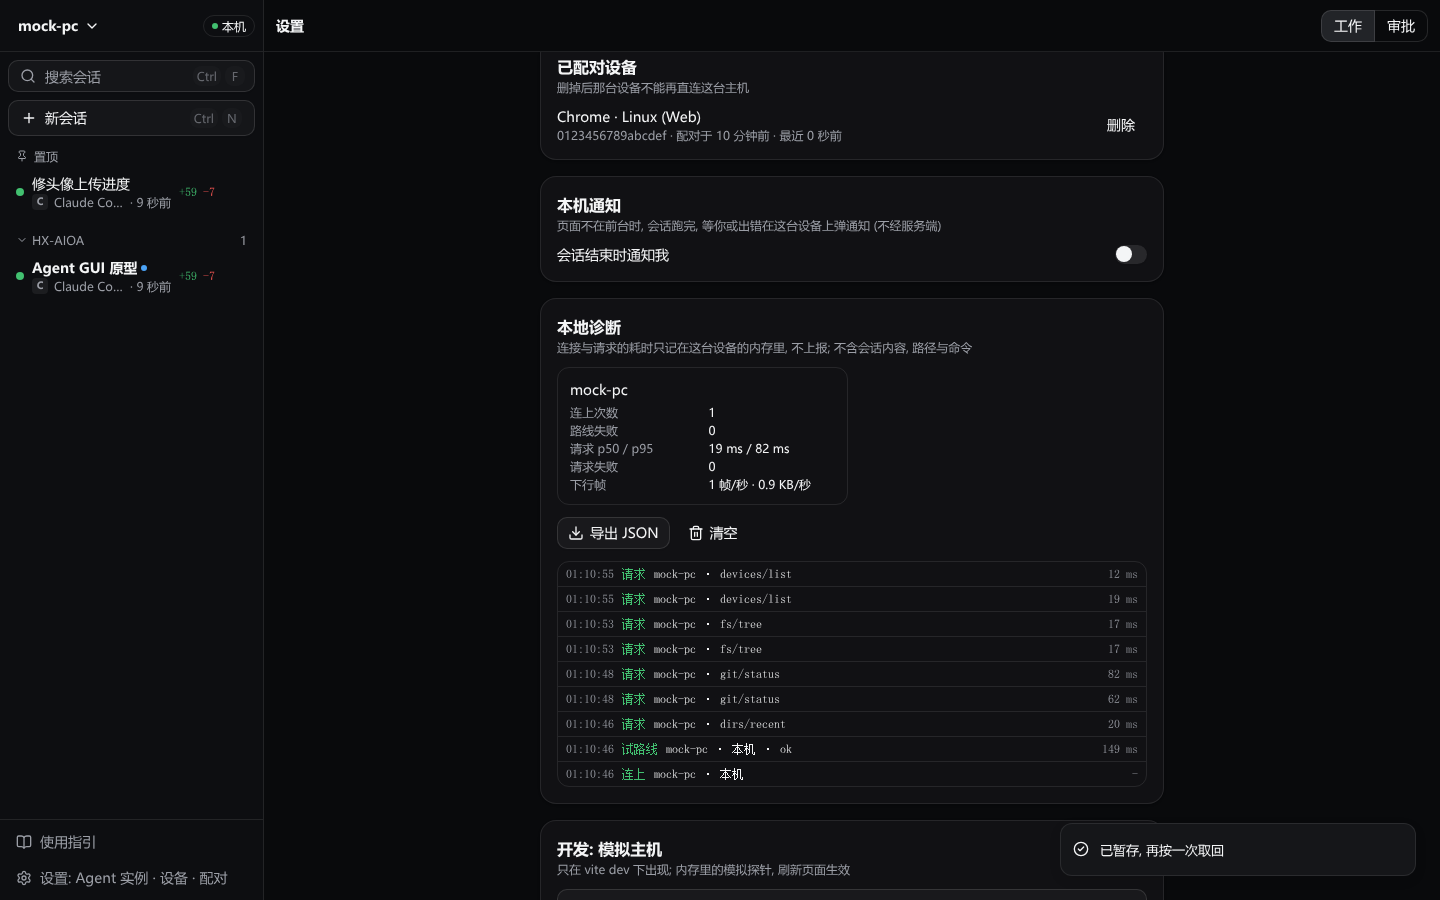 mock-pc
本机
搜索会话 Ctrl F
新会话 Ctrl N
置顶
修头像上传进度
+59 -7
C Claude Co... · 9 秒前
HX-AIOA 1
Agent GUI 原型
+59 -7
C Claude Co... · 9 秒前
使用指引
设置: Agent 实例 · 设备 · 配对
设置
工作 审批
已配对设备
删掉后那台设备不能再直连这台主机
Chrome · Linux (Web)
0123456789abcdef · 配对于 10 分钟前 · 最近 0 秒前
删除
本机通知
页面不在前台时, 会话跑完, 等你或出错在这台设备上弹通知 (不经服务端)
会话结束时通知我
本地诊断
连接与请求的耗时只记在这台设备的内存里, 不上报; 不含会话内容, 路径与命令
mock-pc
连上次数 1
路线失败 0
请求 p50 / p95 19 ms / 82 ms
请求失败 0
下行帧 1 帧/秒 · 0.9 KB/秒
导出 JSON 清空
01:10:55 请求 mock-pc · devices/list 12 ms
01:10:55 请求 mock-pc · devices/list 19 ms
01:10:53 请求 mock-pc · fs/tree 17 ms
01:10:53 请求 mock-pc · fs/tree 17 ms
01:10:48 请求 mock-pc · git/status 82 ms
01:10:48 请求 mock-pc · git/status 62 ms
01:10:46 请求 mock-pc · dirs/recent 20 ms
01:10:46 试路线 mock-pc · 本机 · ok 149 ms
01:10:46 连上 mock-pc · 本机 –
开发: 模拟主机
只在 vite dev 下出现; 内存里的模拟探针, 刷新页面生效
已暂存, 再按一次取回